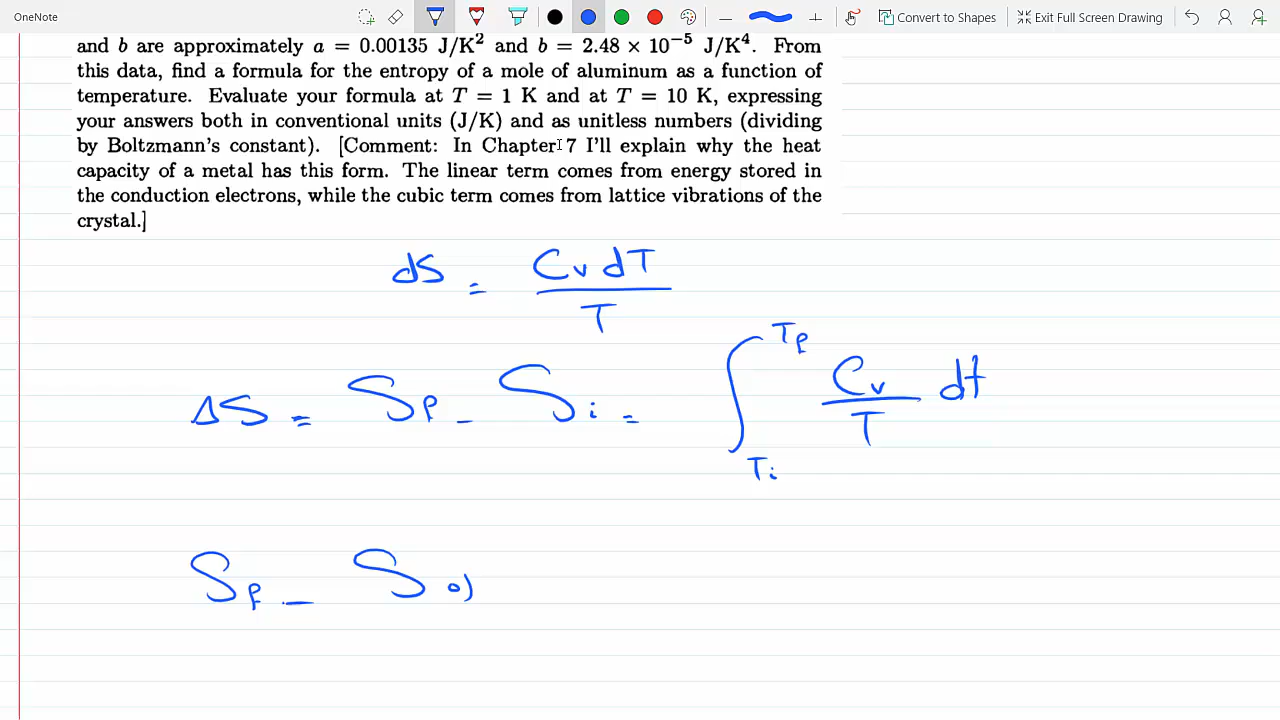 OneNote
Convert to Shapes
Exit Full Screen Drawing
and b are approximately a = 0.00135 J/K² and b = 2.48 × 10⁻⁵ J/K⁴. From
this data, find a formula for the entropy of a mole of aluminum as a function of
temperature. Evaluate your formula at T = 1 K and at T = 10 K, expressing
your answers both in conventional units (J/K) and as unitless numbers (dividing
by Boltzmann's constant). [Comment: In Chapter 7 I'll explain why the heat
capacity of a metal has this form. The linear term comes from energy stored in
the conduction electrons, while the cubic term comes from lattice vibrations of the
crystal.]
dS = Cv dT / T
ΔS = Sf - Si = ∫ Ti Tf Cv / T dt
Sf - S 0)